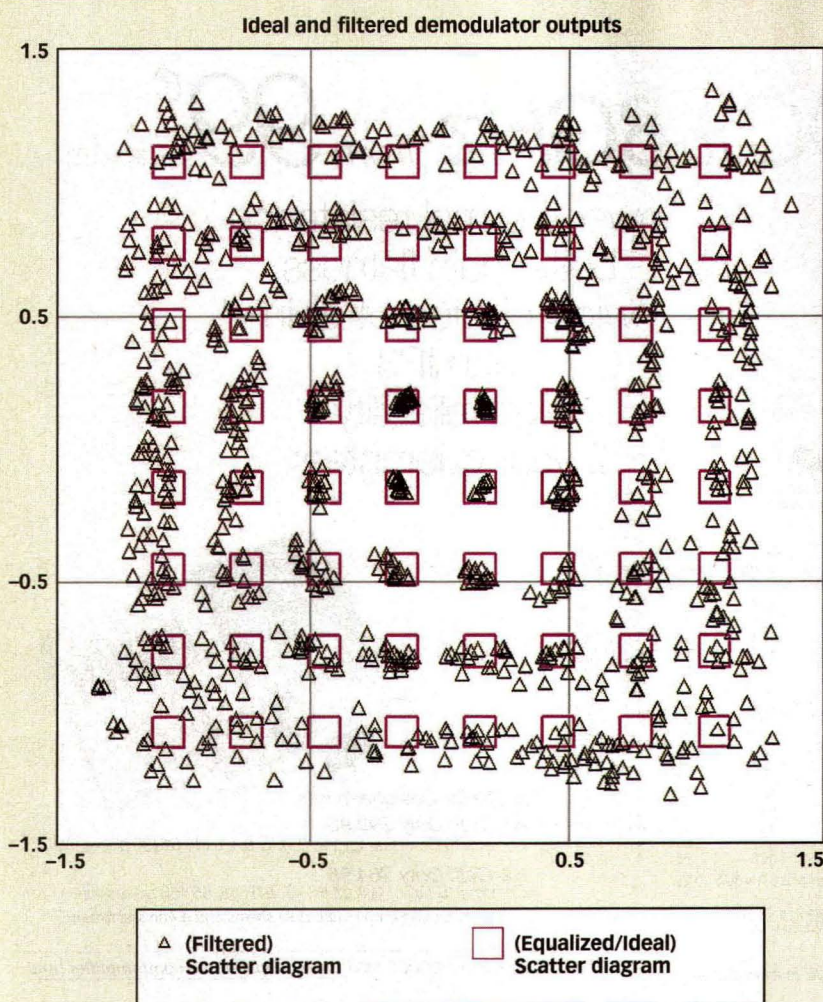 Ideal and filtered demodulator outputs
1.5
0.5
−0.5
−1.5
−1.5 −0.5 0.5 1.5
(Filtered)
Scatter diagram
(Equalized/Ideal)
Scatter diagram